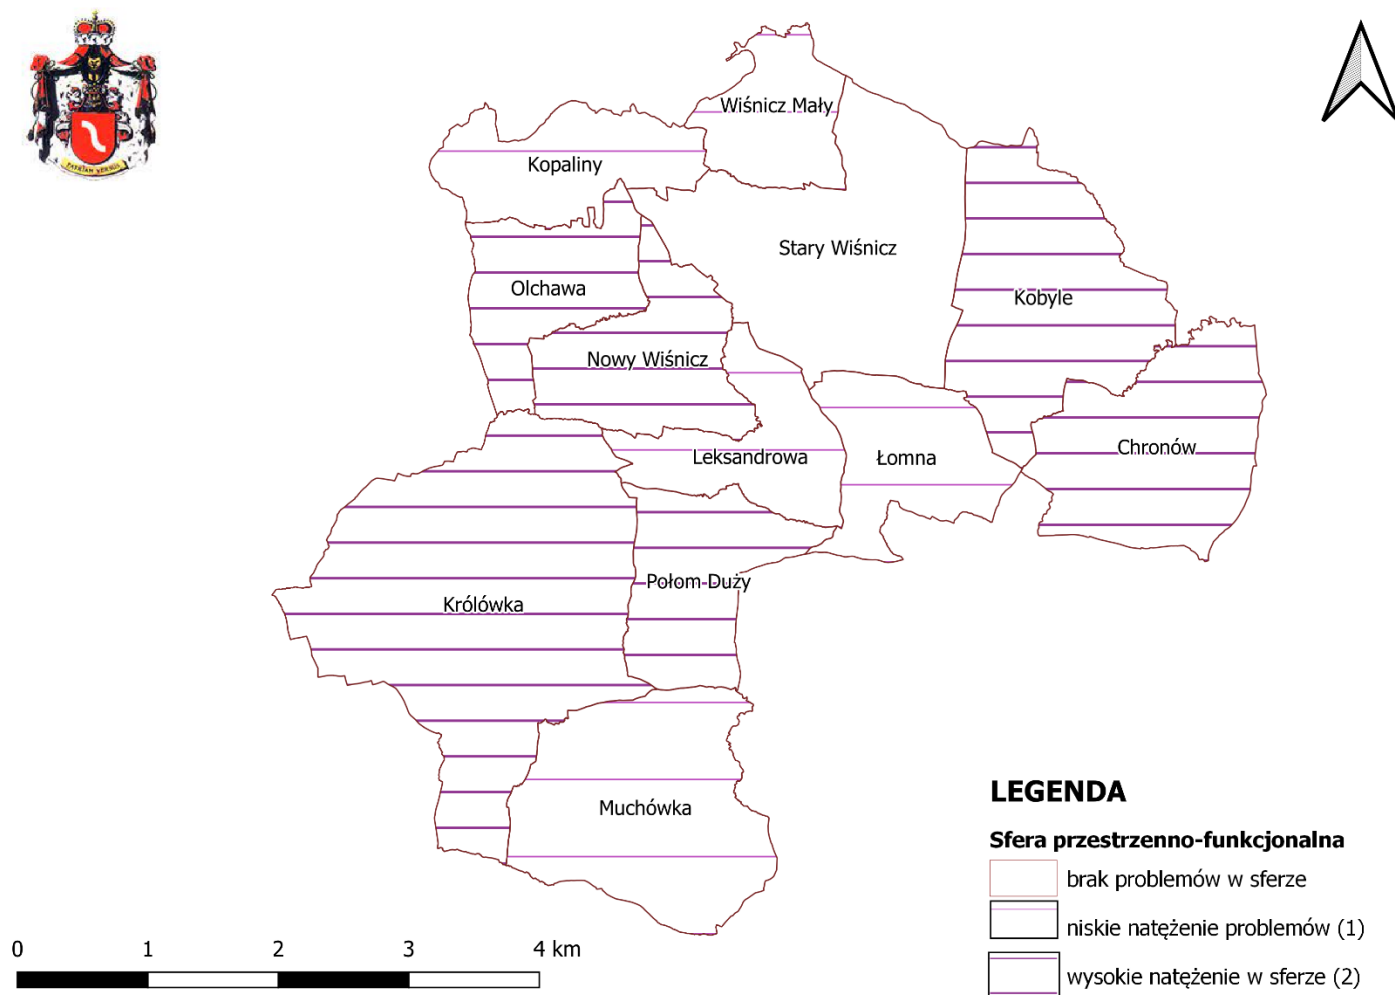 Wiśnicz Mały
Kopaliny
Stary Wiśnicz
Olchawa
Kobyle
Nowy Wiśnicz
Chronów
Leksandrowa
Łomna
Połom Duży
Królówka
Muchówka
LEGENDA
Sfera przestrzenno-funkcjonalna
brak problemów w sferze
niskie natężenie problemów (1)
wysokie natężenie w sferze (2)
0 1 2 3 4 km